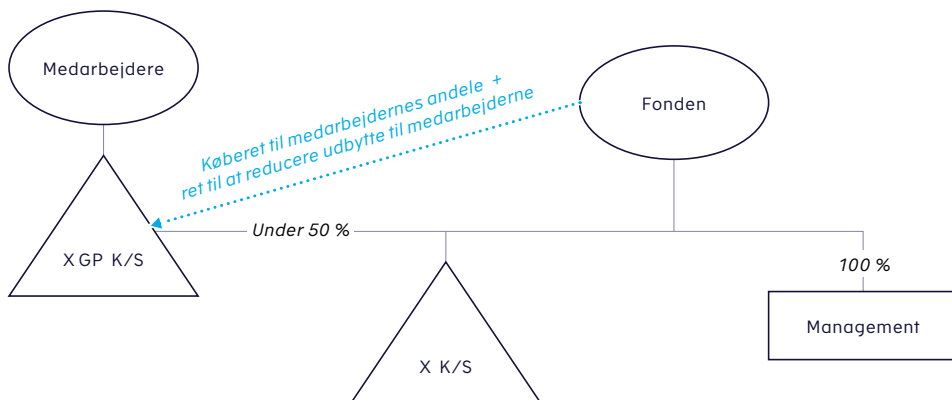 Medarbejdere
Køberet til medarbejdernes andele +
ret til at reducere udbytte til medarbejderne
Fonden
Under 50 %
X GP K/S
100 %
Management
X K/S